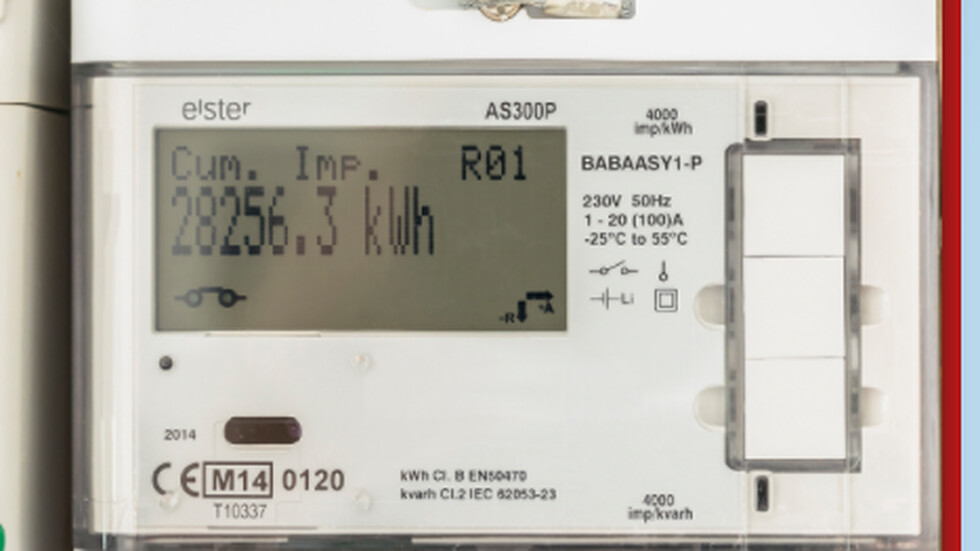 elster
AS300P
4000
imp/kWh
Cum. Imp. R01
28256.3 kWh
-R +A
BABAASY1-P
230V 50Hz
1 - 20 (100)A
-25°C to 55°C
Li
2014
CE M14 0120
T10337
kWh Cl. B EN50470
kvarh Cl.2 IEC 62053-23
4000
imp/kvarh